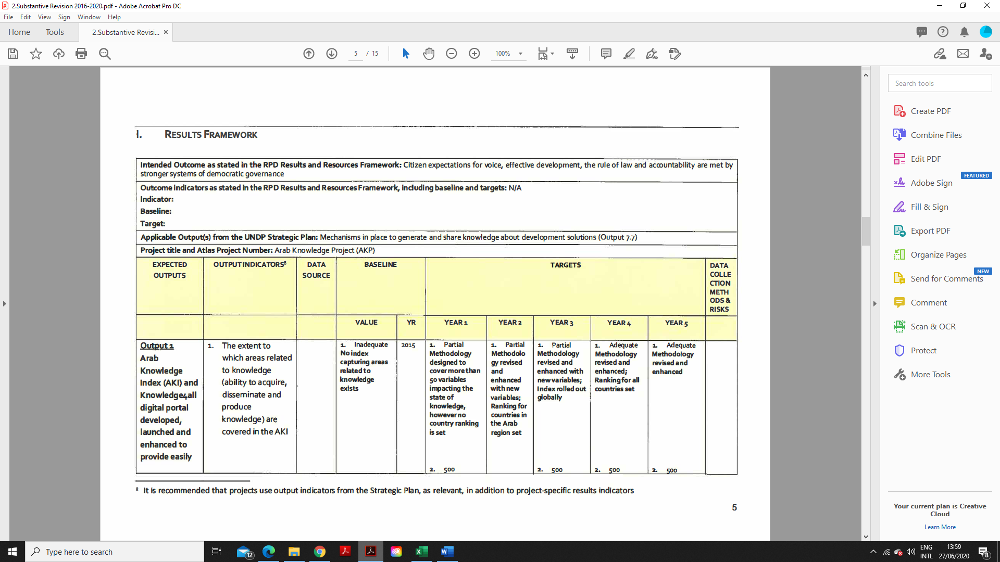 2.Substantive Revision 2016-2020.pdf - Adobe Acrobat Pro DC
File Edit View Sign Window Help
Home Tools 2.Substantive Revisi... ×
5 / 15 100%
I. RESULTS FRAMEWORK
Intended Outcome as stated in the RPD Results and Resources Framework: Citizen expectations for voice, effective development, the rule of law and accountability are met by
stronger systems of democratic governance
Outcome indicators as stated in the RPD Results and Resources Framework, including baseline and targets: N/A
Indicator:
Baseline:
Target:
Applicable Output(s) from the UNDP Strategic Plan: Mechanisms in place to generate and share knowledge about development solutions (Output 7.7)
Project title and Atlas Project Number: Arab Knowledge Project (AKP)
EXPECTED
OUTPUTS
OUTPUT INDICATORS8
DATA
SOURCE
BASELINE
TARGETS
DATA
COLLE
CTION
METH
ODS &
RISKS
VALUE YR YEAR 1 YEAR 2 YEAR 3 YEAR 4 YEAR 5
Output 1
Arab
Knowledge
Index (AKI) and
Knowledge4all
digital portal
developed,
launched and
enhanced to
provide easily
1. The extent to
which areas related
to knowledge
(ability to acquire,
disseminate and
produce
knowledge) are
covered in the AKI
1. Inadequate
No index
capturing areas
related to
knowledge
exists
2015
1. Partial
Methodology
designed to
cover more than
50 variables
impacting the
state of
knowledge,
however no
country ranking
is set
2. 500
1. Partial
Methodolo
gy revised
and
enhanced
with new
variables;
Ranking for
countries in
the Arab
region set
1. Partial
Methodology
revised and
enhanced with
new variables;
Index rolled out
globally
2. 500
1. Adequate
Methodology
revised and
enhanced;
Ranking for all
countries set
2. 500
1. Adequate
Methodology
revised and
enhanced
2. 500
8 It is recommended that projects use output indicators from the Strategic Plan, as relevant, in addition to project-specific results indicators
5
Search tools
Create PDF
Combine Files
Edit PDF
FEATURED
Adobe Sign
Fill & Sign
Export PDF
Organize Pages
NEW
Send for Comments
Comment
Scan & OCR
Protect
More Tools
Your current plan is Creative
Cloud
Learn More
Type here to search
12
ENG
INTL
13:59
27/06/2020
8